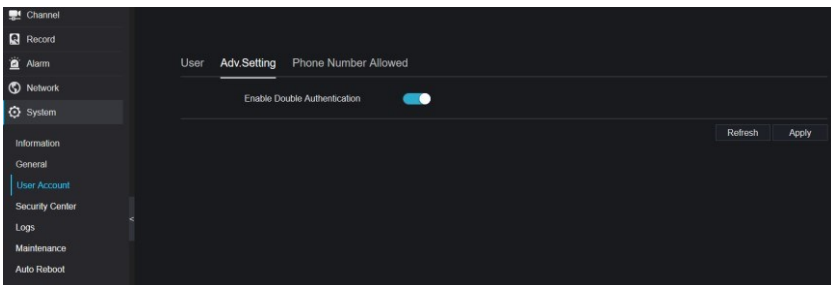 Channel
Record
Alarm
Network
System
Information
General
User Account
Security Center
Logs
Maintenance
Auto Reboot
<
User Adv.Setting Phone Number Allowed
Enable Double Authentication
Refresh Apply